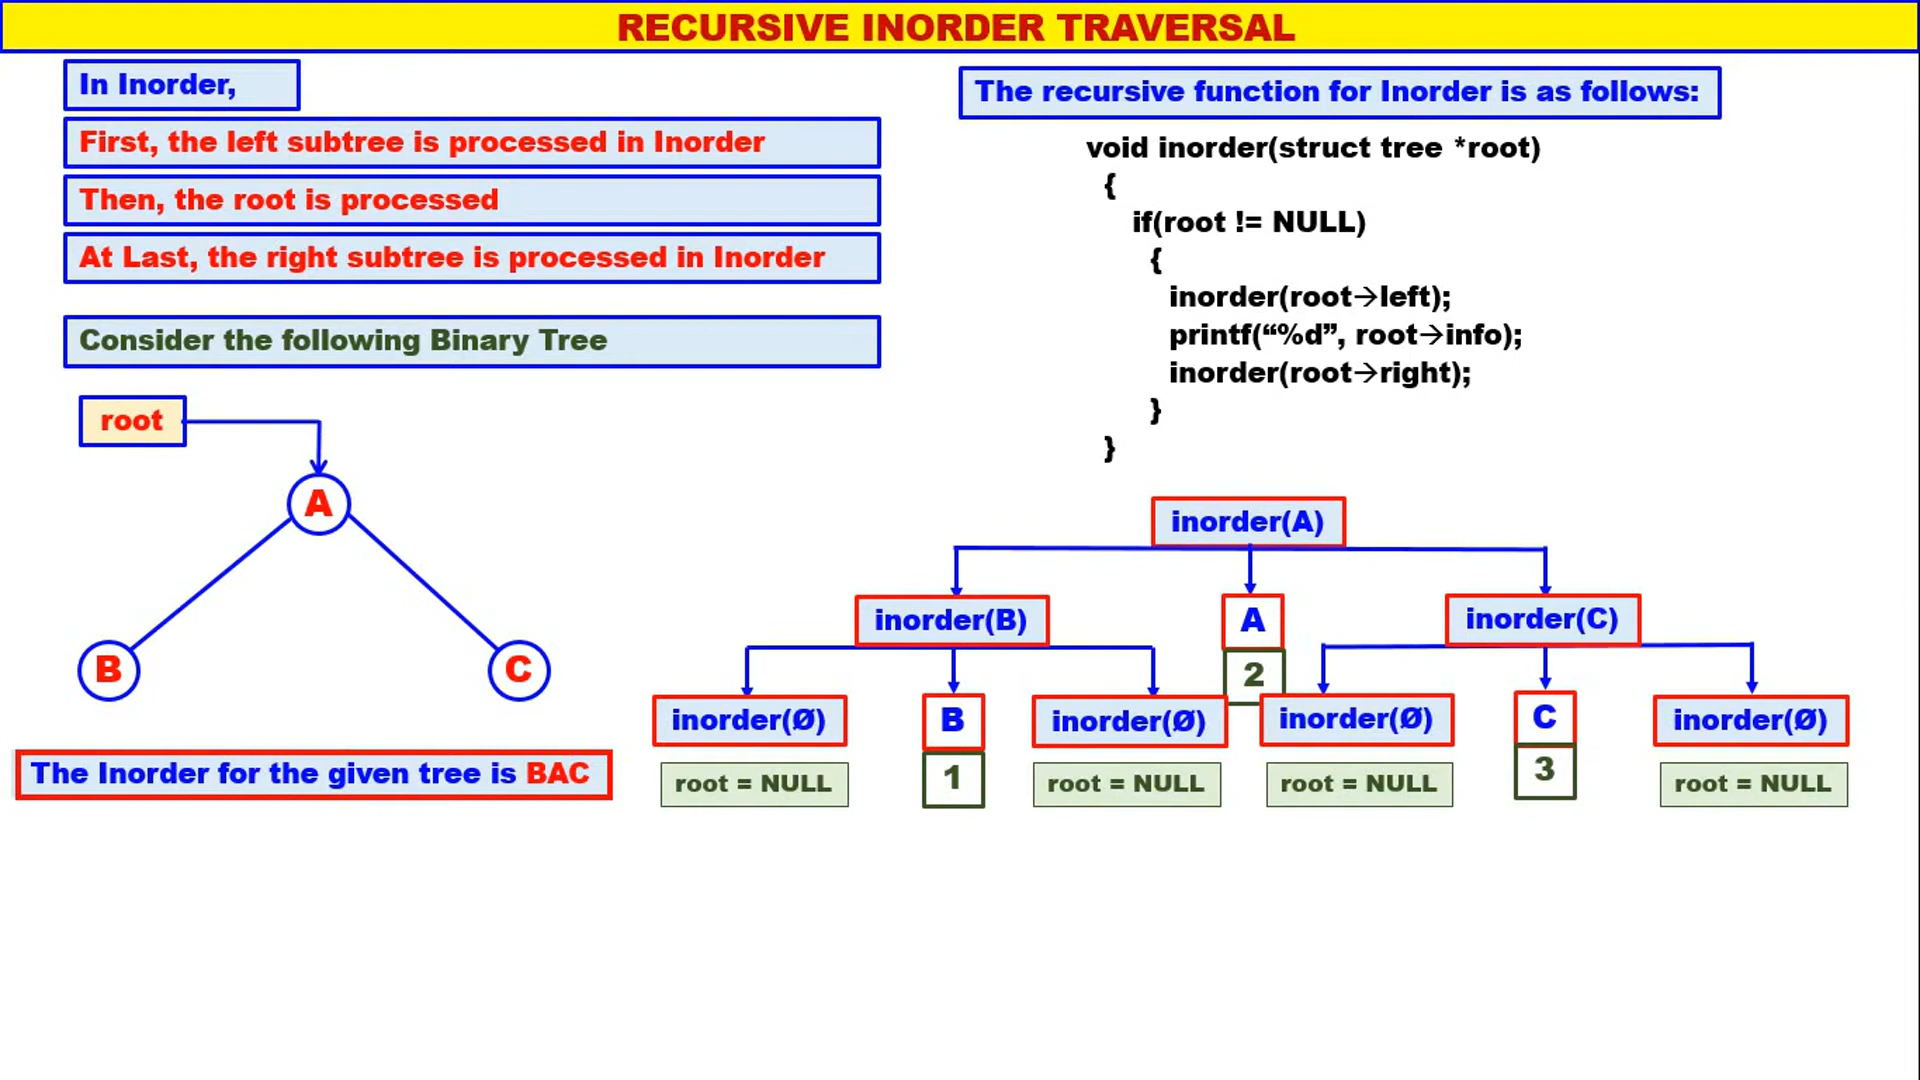 RECURSIVE INORDER TRAVERSAL
In Inorder,
First, the left subtree is processed in Inorder
Then, the root is processed
At Last, the right subtree is processed in Inorder
Consider the following Binary Tree
root
A
B
C
The Inorder for the given tree is BAC
The recursive function for Inorder is as follows:
void inorder(struct tree *root)
{
if(root != NULL)
{
inorder(root→left);
printf(“%d”, root→info);
inorder(root→right);
}
}
inorder(A)
inorder(B)
A
inorder(C)
2
inorder(Ø)
B
inorder(Ø)
inorder(Ø)
C
inorder(Ø)
root = NULL
1
root = NULL
root = NULL
3
root = NULL